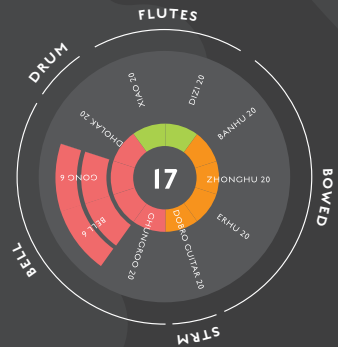 FLUTES
DRUM
BOWED
BELL
STRM
17
XIAO 20
DIZI 20
BANHU 20
ZHONGHU 20
ERHU 20
DOBRO GUITAR 20
GHUNGROO 20
BELL 6
GONG 6
DHOLAK 20